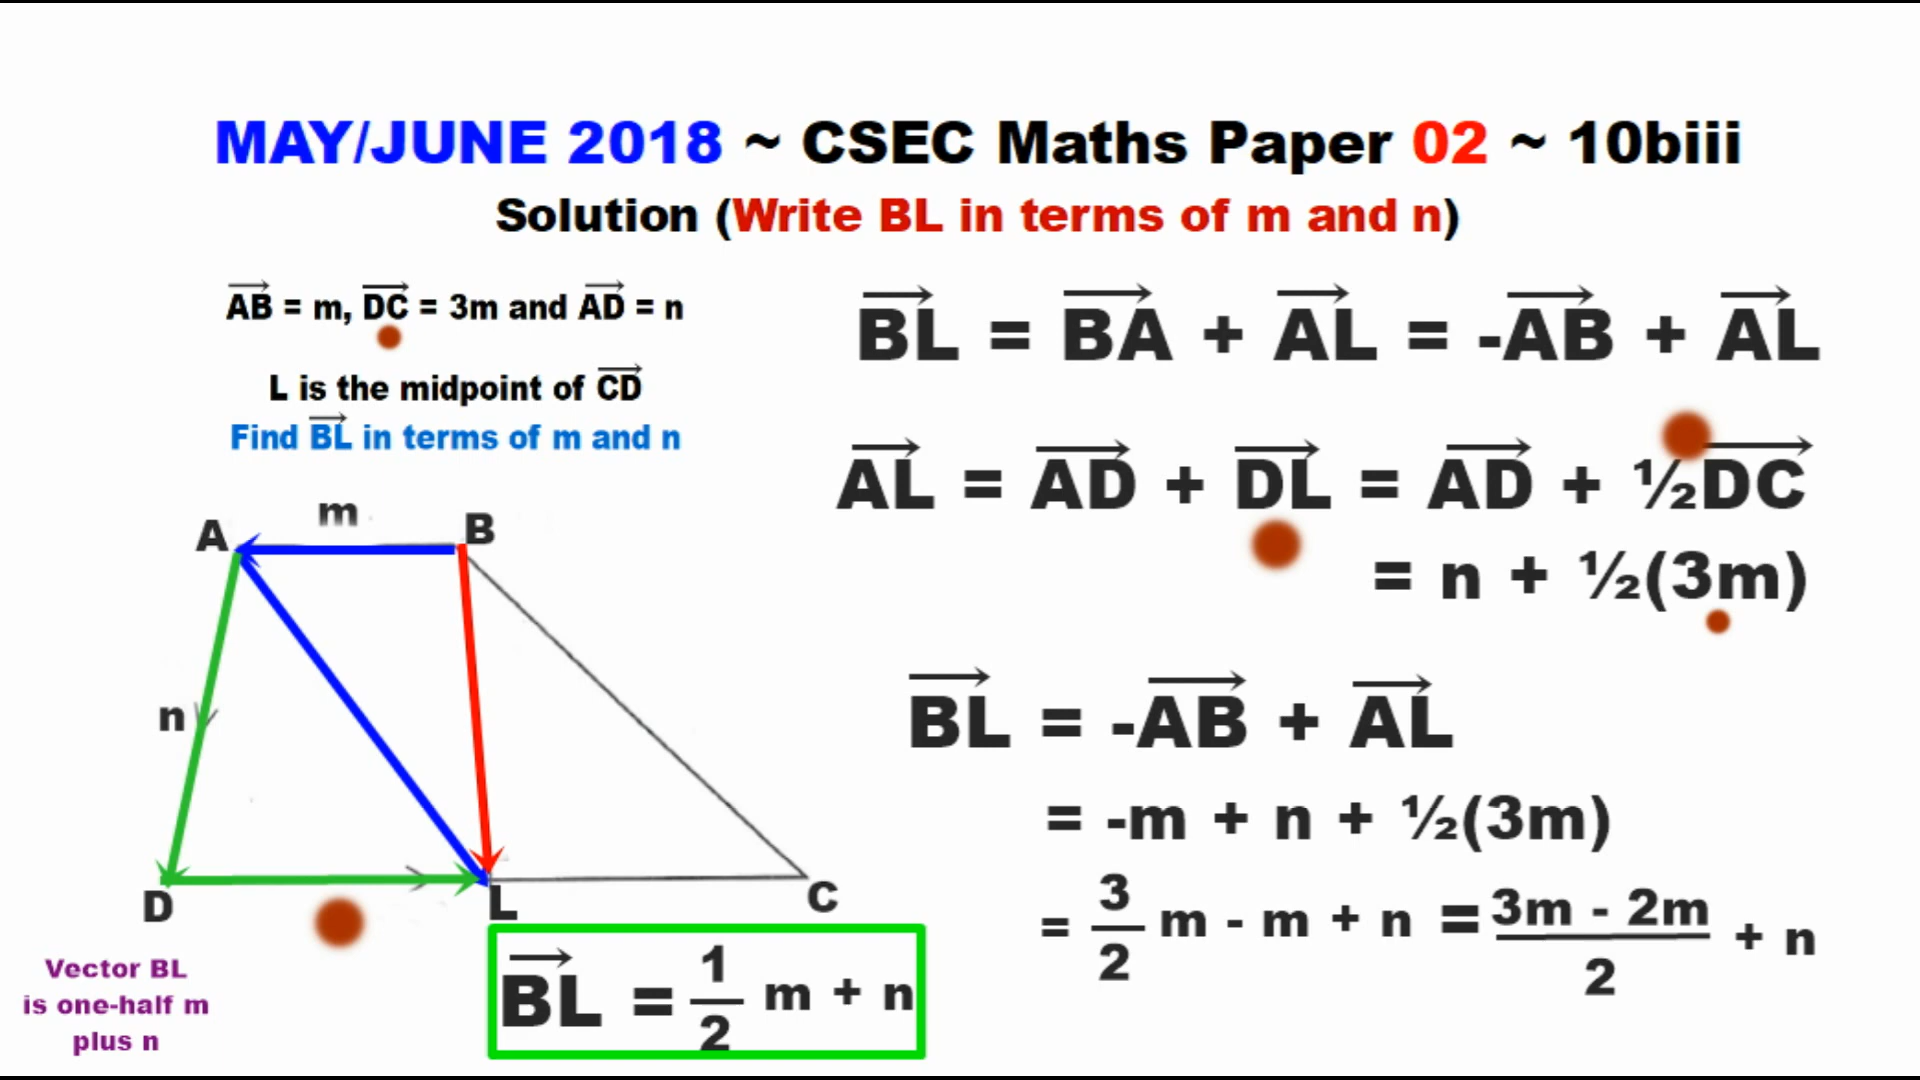 MAY/JUNE 2018 ~ CSEC Maths Paper 02 ~ 10biii
Solution (Write BL in terms of m and n)
AB = m, DC = 3m and AD = n
L is the midpoint of CD
Find BL in terms of m and n
m
A
B
n
D
L
C
Vector BL
is one-half m
plus n
BL = 1/2 m + n
BL = BA + AL = -AB + AL
AL = AD + DL = AD + ½DC
= n + ½(3m)
BL = -AB + AL
= -m + n + ½(3m)
= 3/2 m - m + n = 3m - 2m/2 + n